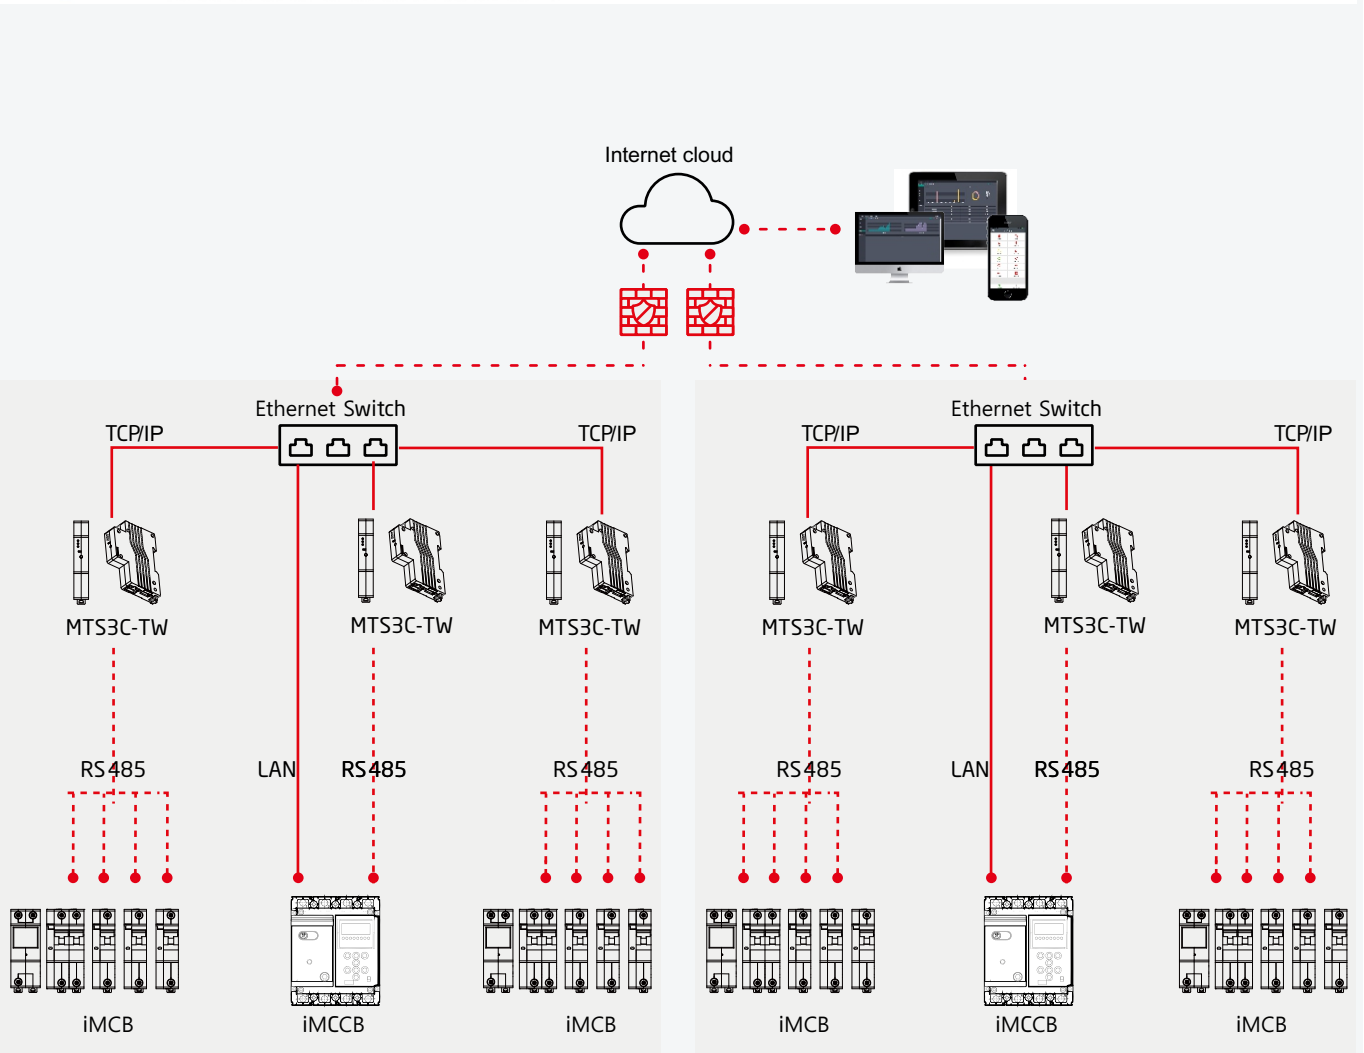 Internet cloud
Ethernet Switch
Ethernet Switch
TCP/IP
TCP/IP
TCP/IP
TCP/IP
MTS3C-TW
MTS3C-TW
MTS3C-TW
MTS3C-TW
MTS3C-TW
MTS3C-TW
RS485
LAN
RS485
RS485
RS485
LAN
RS485
RS485
iMCB
iMCCB
iMCB
iMCB
iMCCB
iMCB